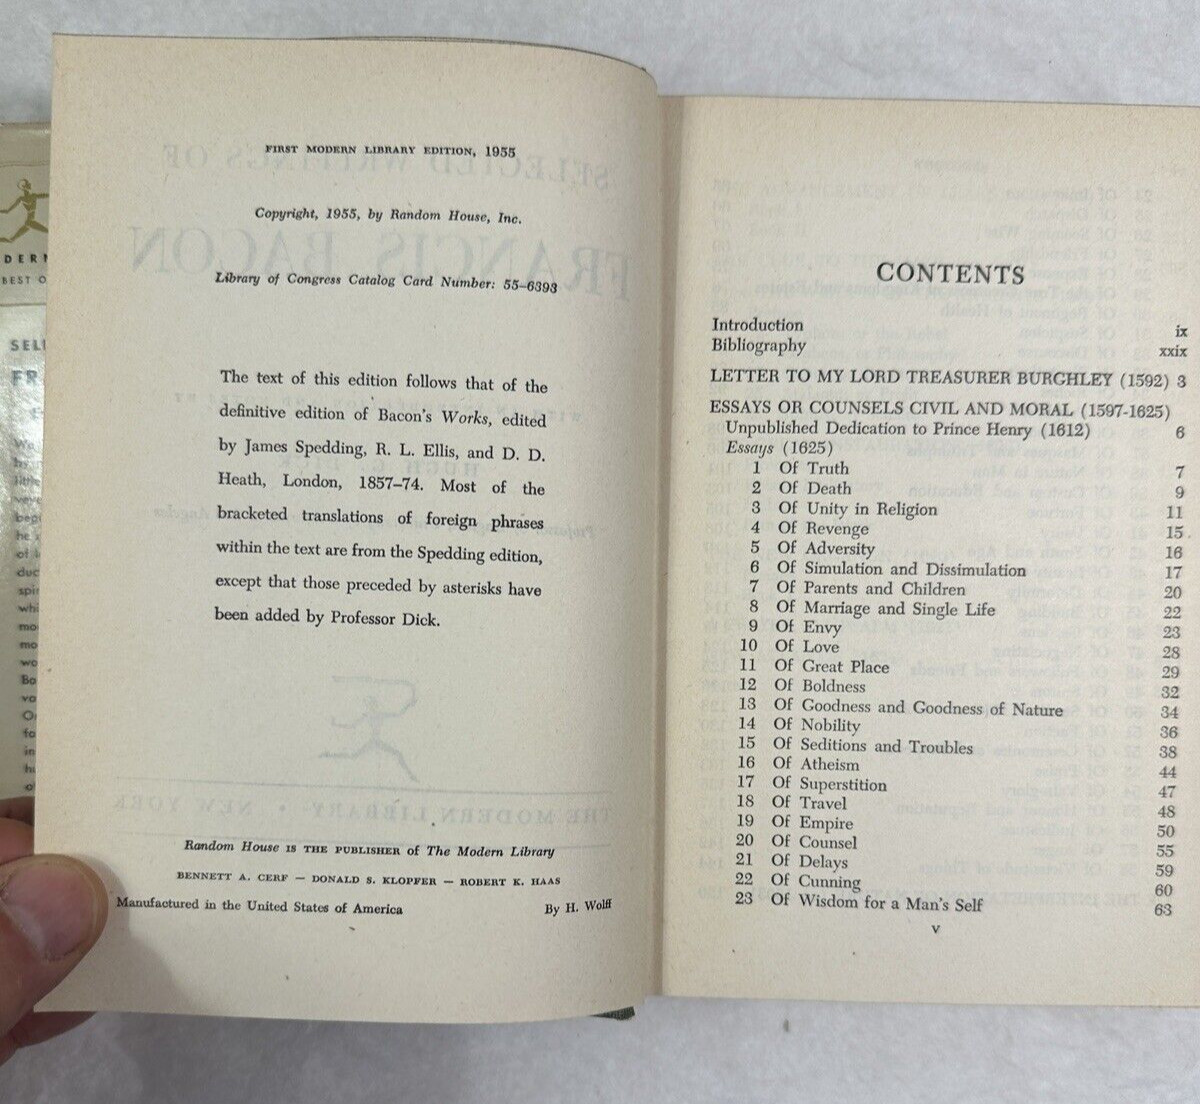 FIRST MODERN LIBRARY EDITION, 1955
Copyright, 1955, by Random House, Inc.
Library of Congress Catalog Card Number: 55-6393
The text of this edition follows that of the
definitive edition of Bacon's Works, edited
by James Spedding, R. L. Ellis, and D. D.
Heath, London, 1857–74. Most of the
bracketed translations of foreign phrases
within the text are from the Spedding edition,
except that those preceded by asterisks have
been added by Professor Dick.
Random House IS THE PUBLISHER of The Modern Library
BENNETT A. CERF — DONALD S. KLOPFER — ROBERT K. HAAS
Manufactured in the United States of America By H. Wolff
CONTENTS
Introduction ix
Bibliography xxix
LETTER TO MY LORD TREASURER BURGHLEY (1592) 3
ESSAYS OR COUNSELS CIVIL AND MORAL (1597-1625)
Unpublished Dedication to Prince Henry (1612) 6
Essays (1625)
1 Of Truth 7
2 Of Death 9
3 Of Unity in Religion 11
4 Of Revenge 15
5 Of Adversity 16
6 Of Simulation and Dissimulation 17
7 Of Parents and Children 20
8 Of Marriage and Single Life 22
9 Of Envy 23
10 Of Love 28
11 Of Great Place 29
12 Of Boldness 32
13 Of Goodness and Goodness of Nature 34
14 Of Nobility 36
15 Of Seditions and Troubles 38
16 Of Atheism 44
17 Of Superstition 47
18 Of Travel 48
19 Of Empire 50
20 Of Counsel 55
21 Of Delays 59
22 Of Cunning 60
23 Of Wisdom for a Man's Self 63
v